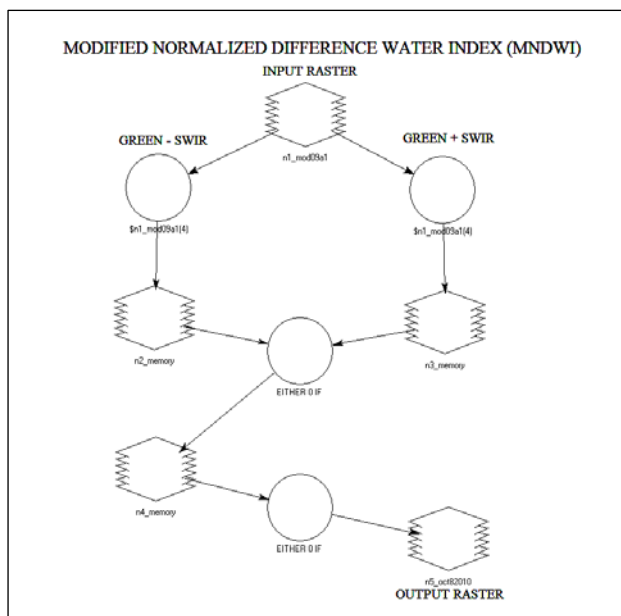 MODIFIED NORMALIZED DIFFERENCE WATER INDEX (MNDWI)
INPUT RASTER
GREEN - SWIR
GREEN + SWIR
n1_mod09a1
$n1_mod09a1(4)
$n1_mod09a1(4)
n2_memory
n3_memory
EITHER 0 IF
n4_memory
EITHER 0 IF
n5_oct82010
OUTPUT RASTER